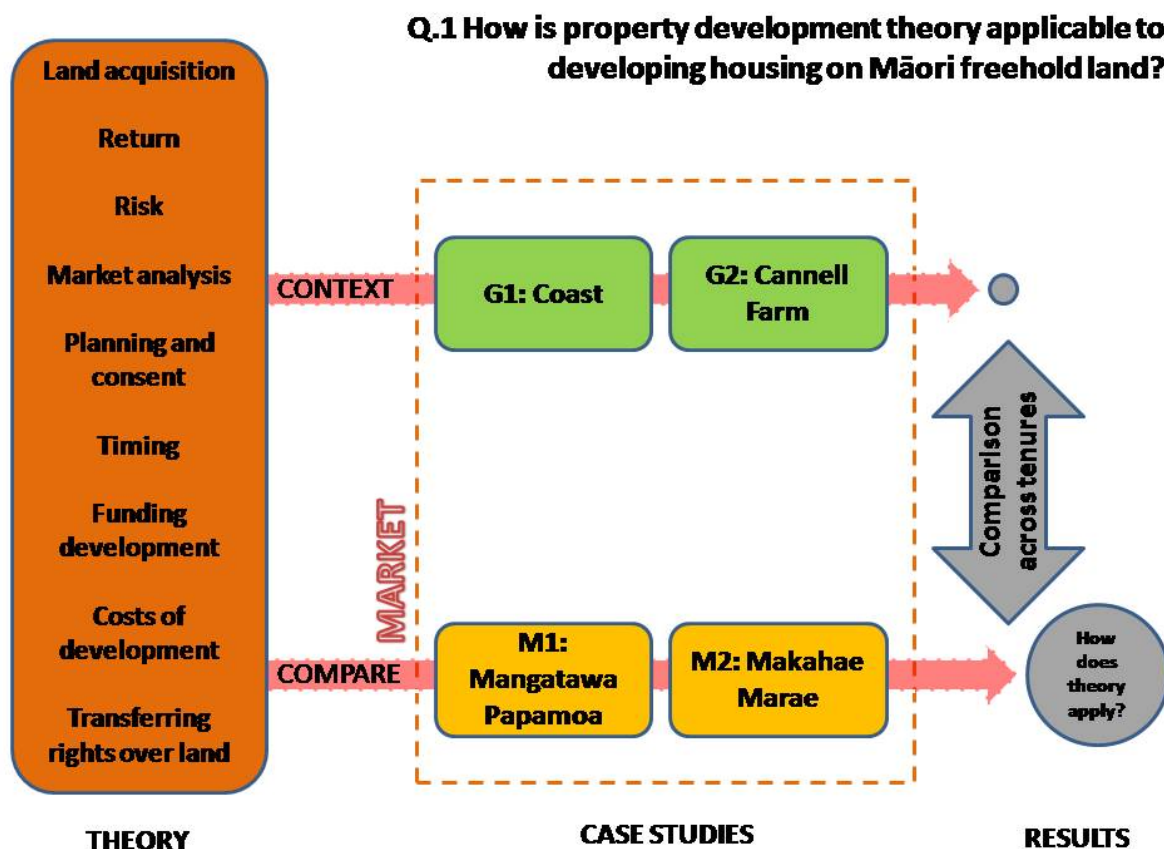 Q.1 How is property development theory applicable to
developing housing on Māori freehold land?
Land acquisition
Return
Risk
Market analysis
Planning and
consent
Timing
Funding
development
Costs of
development
Transferring
rights over land
THEORY
CONTEXT
COMPARE
MARKET
G1: Coast
G2: Cannell
Farm
M1:
Mangatawa
Papamoa
M2: Makahae
Marae
CASE STUDIES
Comparison
across tenures
How
does
theory
apply?
RESULTS